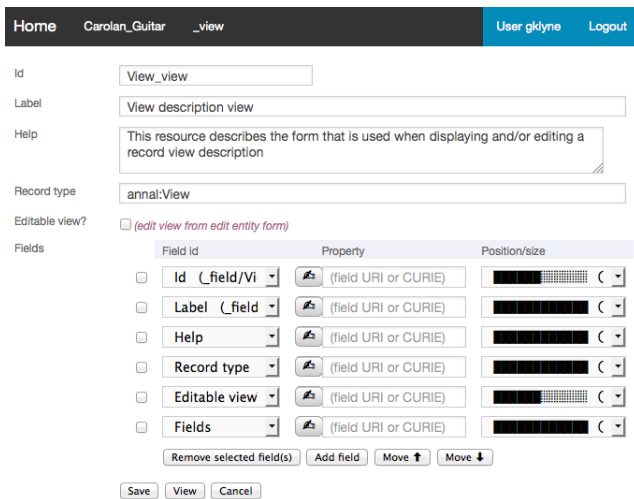 Home Carolan_Guitar _view User gklyne Logout
Id View_view
Label View description view
Help This resource describes the form that is used when displaying and/or editing a
record view description
Record type annal:View
Editable view? (edit view from edit entity form)
Fields Field id Property Position/size
Id (_field/Vi (field URI or CURIE) (
Label (_field (field URI or CURIE) (
Help (field URI or CURIE) (
Record type (field URI or CURIE) (
Editable view (field URI or CURIE) (
Fields (field URI or CURIE) (
Remove selected field(s) Add field Move ⬆ Move ⬇
Save View Cancel